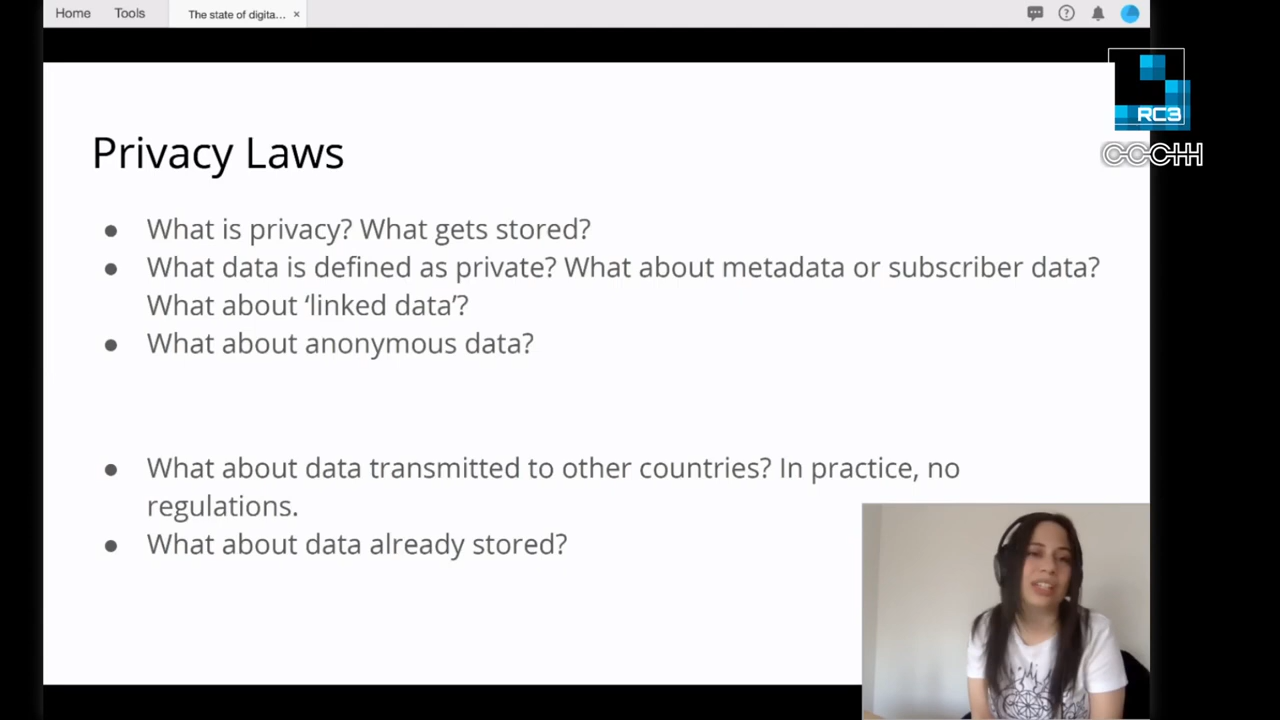 Home Tools The state of digita... ×
RC3
CCCHH
Privacy Laws
● What is privacy? What gets stored?
● What data is defined as private? What about metadata or subscriber data?
What about ‘linked data’?
● What about anonymous data?
● What about data transmitted to other countries? In practice, no
regulations.
● What about data already stored?